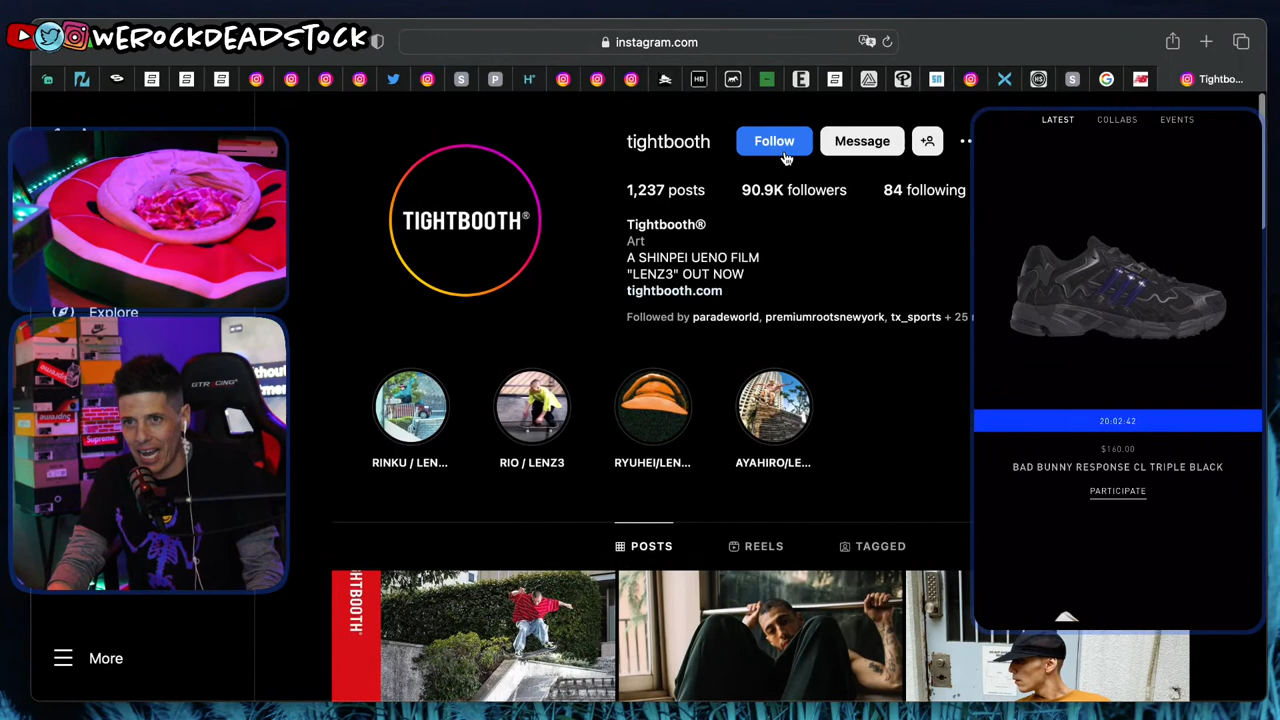 WEROCKDEADSTOCK
instagram.com
Tightbo...
tightbooth
Follow
Message
1,237 posts
90.9K followers
84 following
TIGHTBOOTH®
Tightbooth®
Art
A SHINPEI UENO FILM
"LENZ3" OUT NOW
tightbooth.com
Followed by paradeworld, premiumrootsnewyork, tx_sports + 25
Explore
RINKU / LEN...
RIO / LENZ3
RYUHEI/LEN...
AYAHIRO/LE...
POSTS
REELS
TAGGED
More
LATEST
COLLABS
EVENTS
20:02:42
$160.00
BAD BUNNY RESPONSE CL TRIPLE BLACK
PARTICIPATE
GTRACING
Supreme